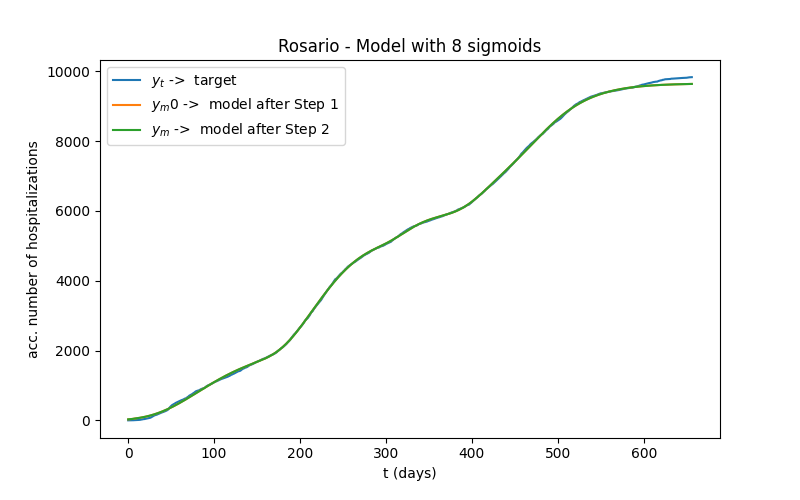 Rosario - Model with 8 sigmoids
y_t -> target
y_m0 -> model after Step 1
y_m -> model after Step 2
acc. number of hospitalizations
10000
8000
6000
4000
2000
0
0 100 200 300 400 500 600
t (days)